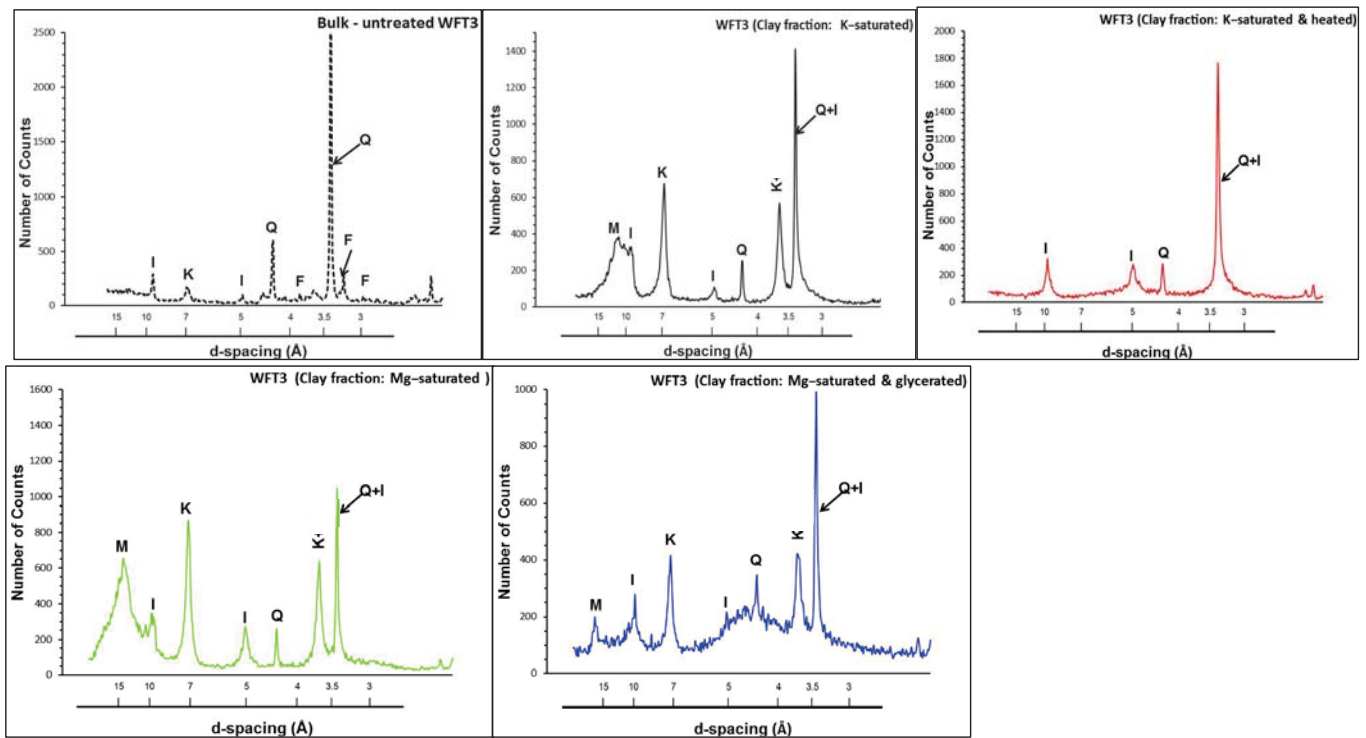 Bulk - untreated WFT3
Number of Counts
2500
2000
1500
1000
500
0
I
K
I
Q
F
Q
F
F
15 10 7 5 4 3.5 3
d-spacing (Å)
WFT3 (Clay fraction: K-saturated)
Number of Counts
1400
1200
1000
800
600
400
200
0
M
I
K
I
Q
K
Q+I
15 10 7 5 4 3.5 3
d-spacing (Å)
WFT3 (Clay fraction: K-saturated & heated)
Number of Counts
2000
1800
1600
1400
1200
1000
800
600
400
200
0
I
I
Q
Q+I
15 10 7 5 4 3.5 3
d-spacing (Å)
WFT3 (Clay fraction: Mg-saturated )
Number of Counts
1600
1400
1200
1000
800
600
400
200
0
M
I
K
I
Q
K
Q+I
15 10 7 5 4 3.5 3
d-spacing (Å)
WFT3 (Clay fraction: Mg-saturated & glycerated)
Number of Counts
1000
800
600
400
200
0
M
I
K
I
Q
K
Q+I
15 10 7 5 4 3.5 3
d-spacing (Å)